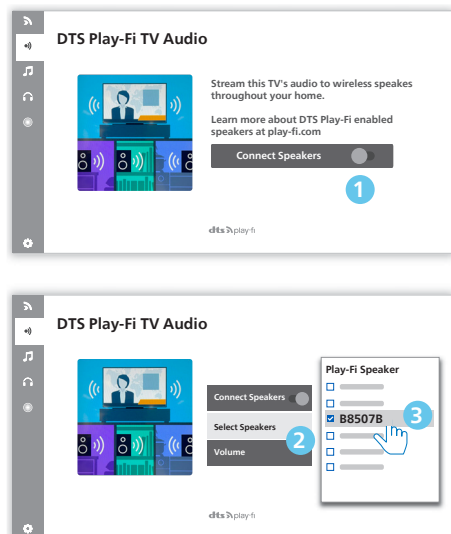 DTS Play-Fi TV Audio
Stream this TV's audio to wireless speakes
throughout your home.
Learn more about DTS Play-Fi enabled
speakers at play-fi.com
Connect Speakers
1
dts play-fi
DTS Play-Fi TV Audio
Connect Speakers
Select Speakers
2
Volume
Play-Fi Speaker
B8507B
3
dts play-fi